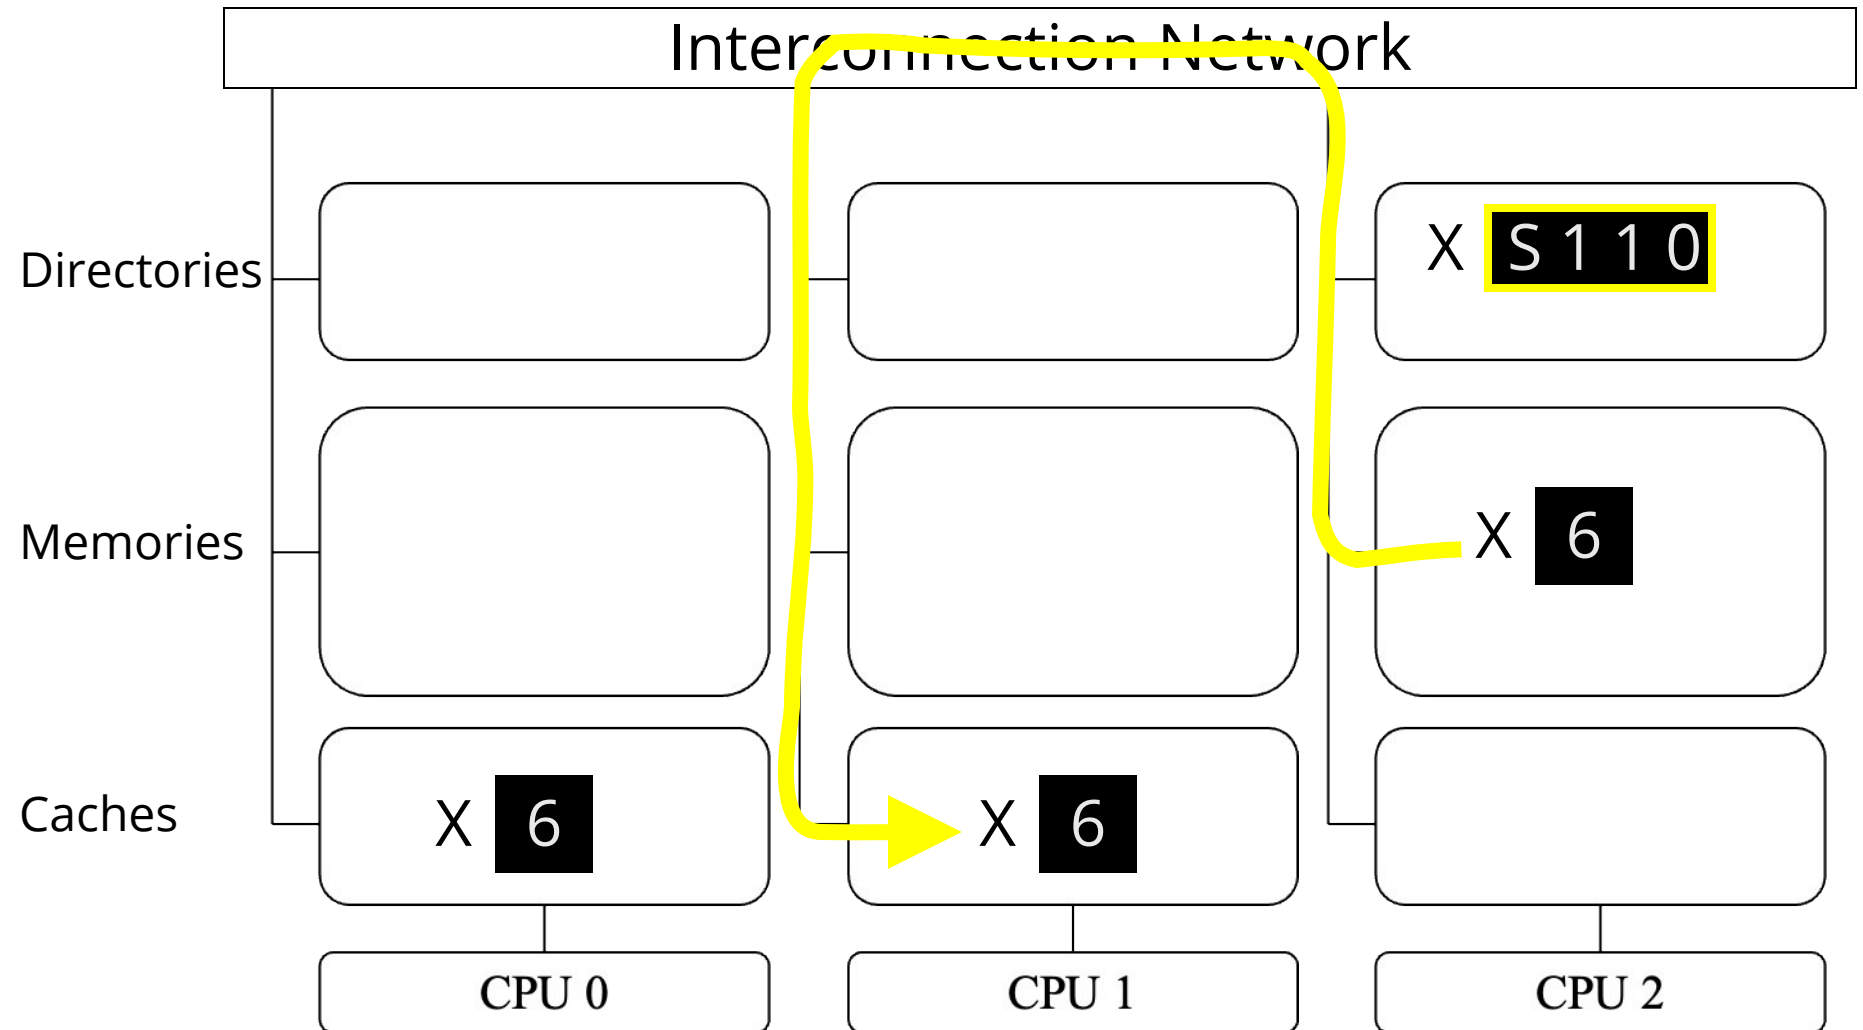 Interconnection Network
Directories
X S 1 1 0
Memories
X 6
Caches
X 6
X 6
CPU 0
CPU 1
CPU 2